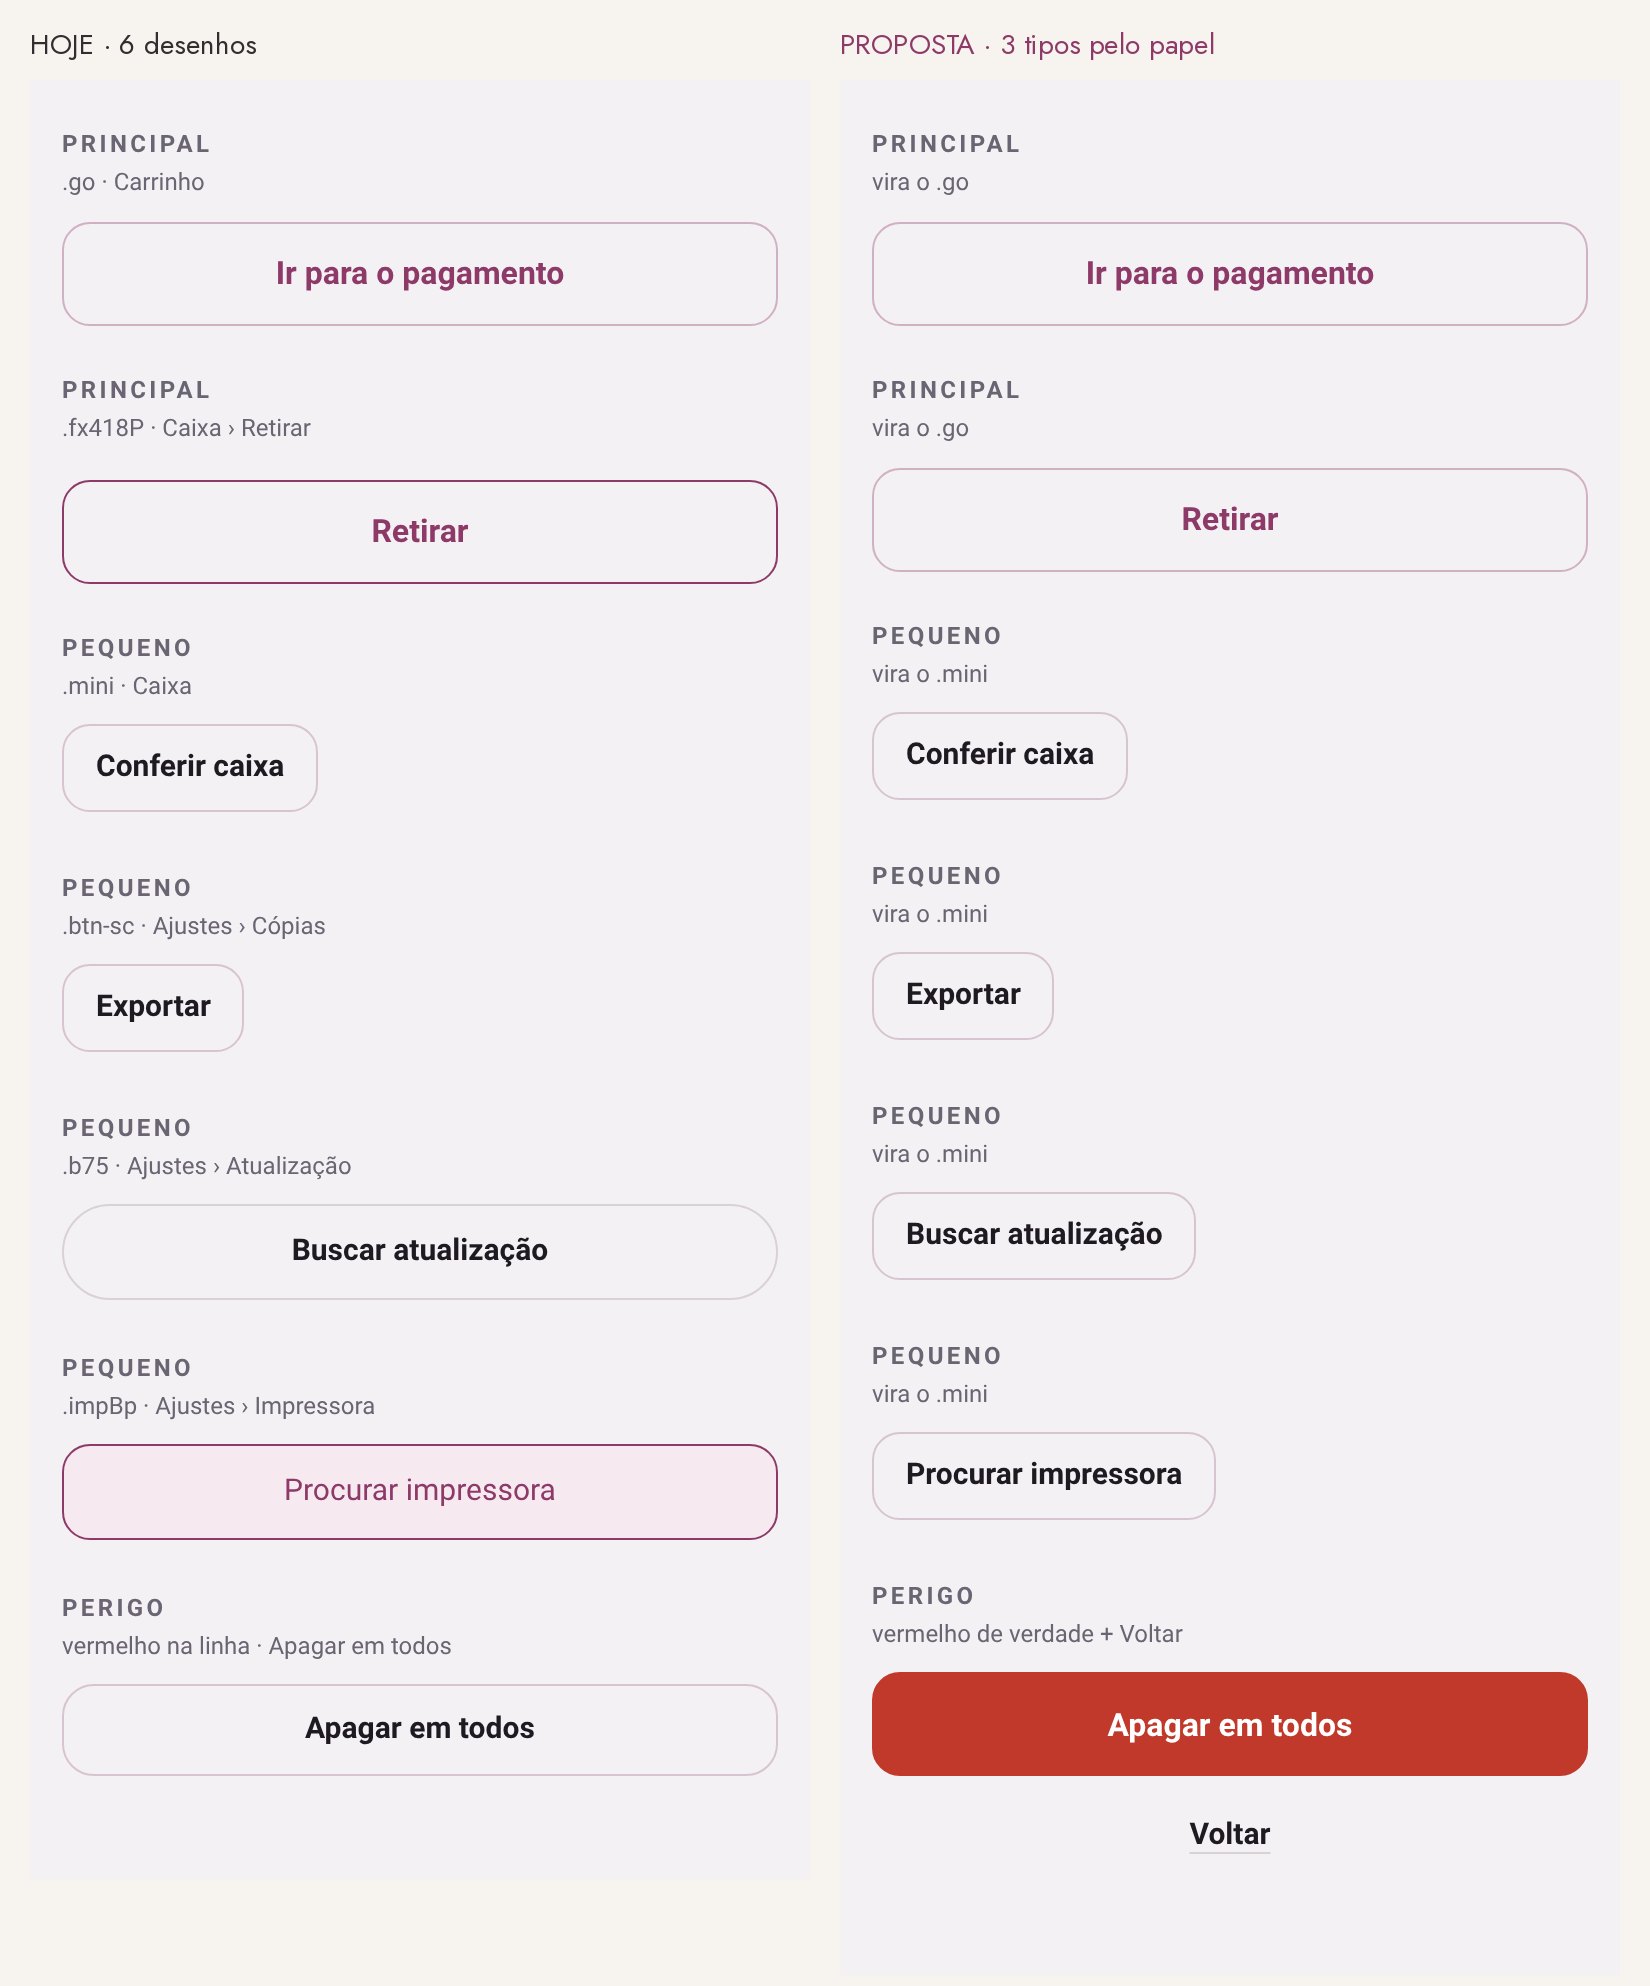 HOJE · 6 desenhos
PRINCIPAL
.go · Carrinho
Ir para o pagamento
PRINCIPAL
.fx418P · Caixa › Retirar
Retirar
PEQUENO
.mini · Caixa
Conferir caixa
PEQUENO
.btn-sc · Ajustes › Cópias
Exportar
PEQUENO
.b75 · Ajustes › Atualização
Buscar atualização
PEQUENO
.impBp · Ajustes › Impressora
Procurar impressora
PERIGO
vermelho na linha · Apagar em todos
Apagar em todos
PROPOSTA · 3 tipos pelo papel
PRINCIPAL
vira o .go
Ir para o pagamento
PRINCIPAL
vira o .go
Retirar
PEQUENO
vira o .mini
Conferir caixa
PEQUENO
vira o .mini
Exportar
PEQUENO
vira o .mini
Buscar atualização
PEQUENO
vira o .mini
Procurar impressora
PERIGO
vermelho de verdade + Voltar
Apagar em todos
Voltar